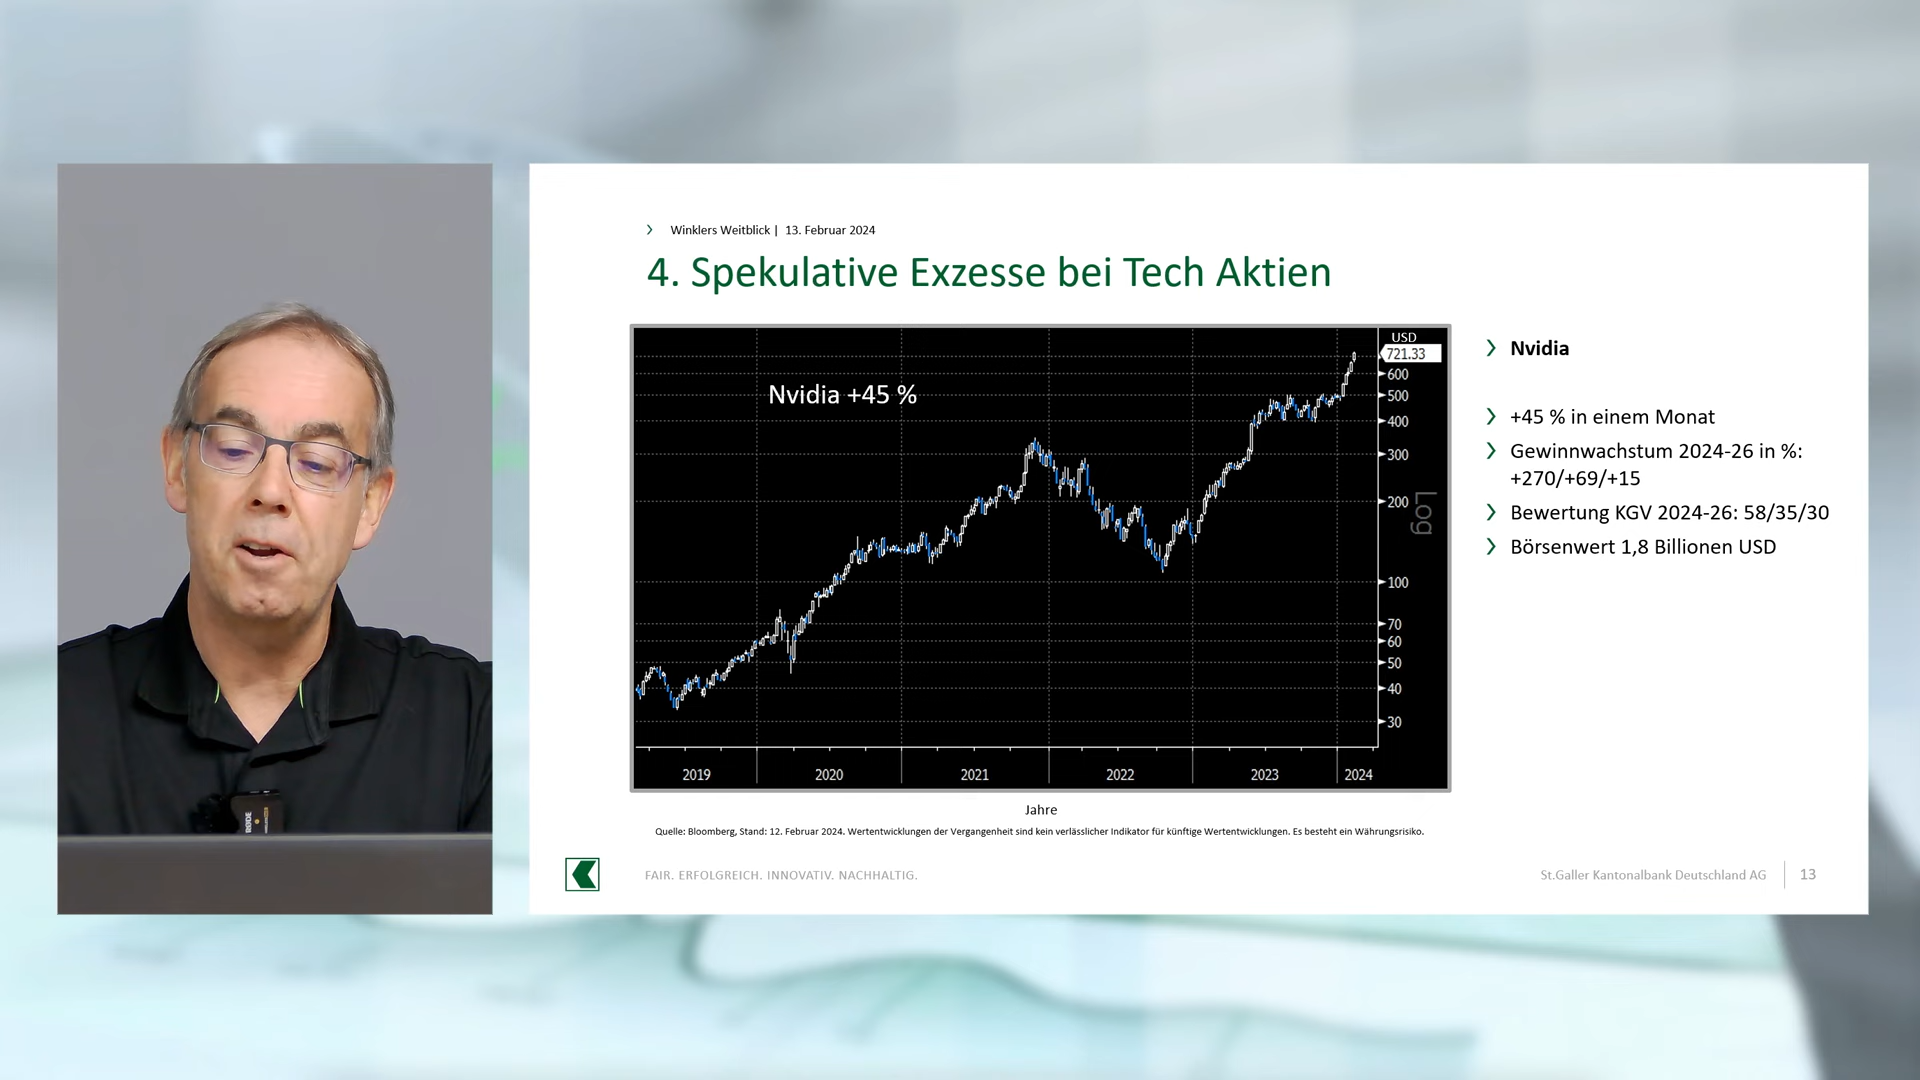 Winklers Weitblick | 13. Februar 2024
4. Spekulative Exzesse bei Tech Aktien
Nvidia +45 %
USD
721.33
600
500
400
300
200
100
70
60
50
40
30
Log
2019 2020 2021 2022 2023 2024
Jahre
Quelle: Bloomberg, Stand: 12. Februar 2024. Wertentwicklungen der Vergangenheit sind kein verlässlicher Indikator für künftige Wertentwicklungen. Es besteht ein Währungsrisiko.
Nvidia
+45 % in einem Monat
Gewinnwachstum 2024-26 in %:
+270/+69/+15
Bewertung KGV 2024-26: 58/35/30
Börsenwert 1,8 Billionen USD
FAIR. ERFOLGREICH. INNOVATIV. NACHHALTIG.
St.Galler Kantonalbank Deutschland AG 13
RØDE